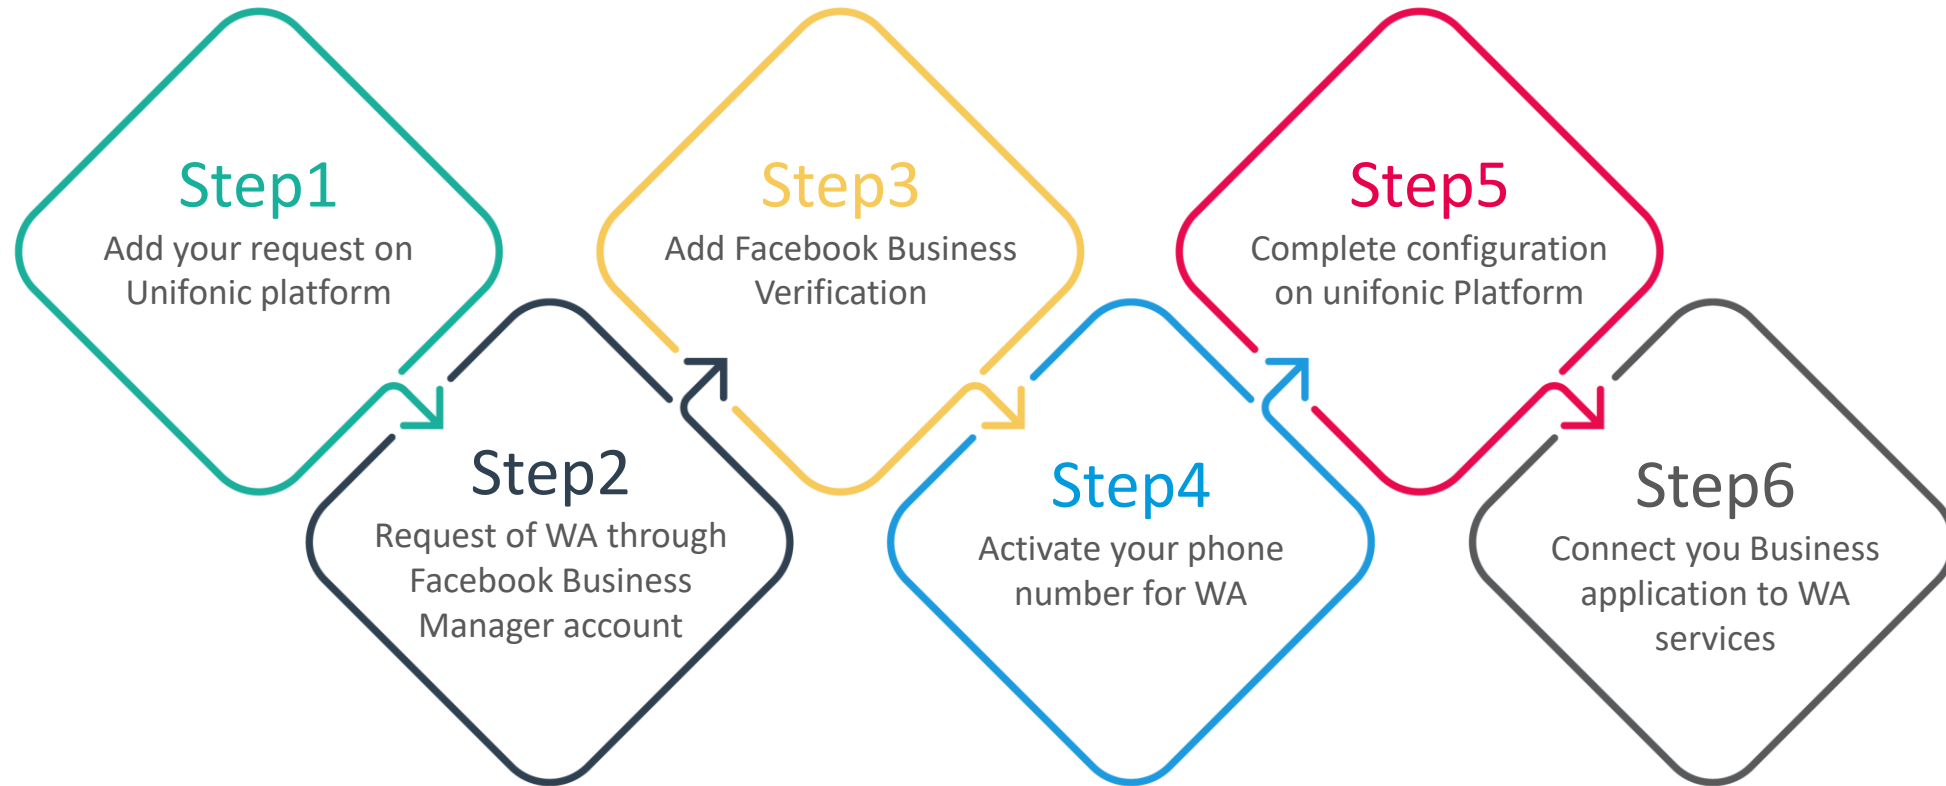 Step1
Add your request on
Unifonic platform
Step2
Request of WA through
Facebook Business
Manager account
Step3
Add Facebook Business
Verification
Step4
Activate your phone
number for WA
Step5
Complete configuration
on unifonic Platform
Step6
Connect you Business
application to WA
services